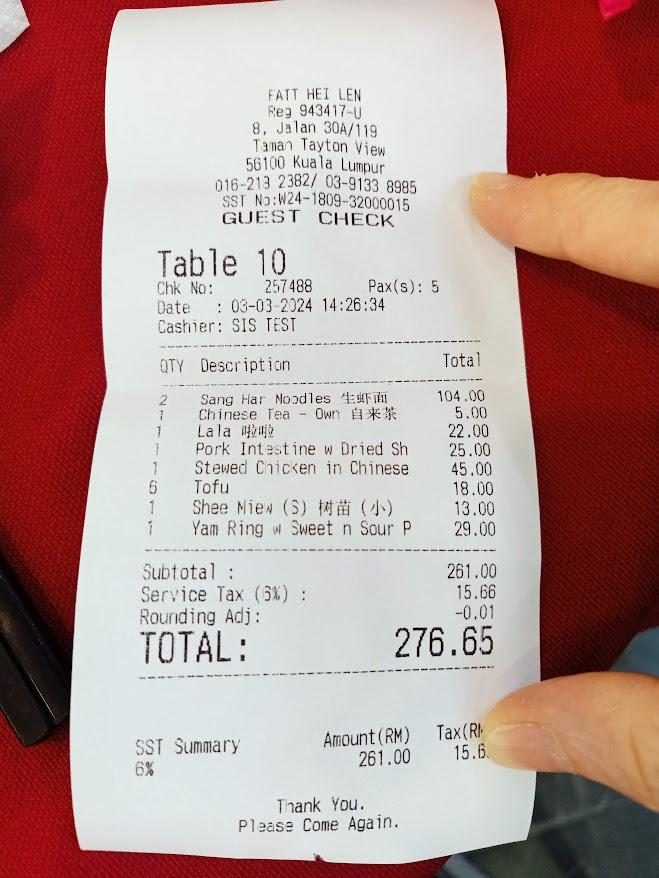 FATT HEI LEN
Reg 943417-U
8, Jalan 30A/119
Taman Tayton View
56100 Kuala Lumpur
016-213 2382/ 03-9133 8985
SST No:W24-1809-32000015
GUEST CHECK
Table 10
Chk No: 257488 Pax(s): 5
Date : 03-03-2024 14:26:34
Cashier: SIS TEST
QTY Description Total
2 Sang Har Noodles 生虾面 104.00
1 Chinese Tea - Own 自来茶 5.00
1 Lala 啦啦 22.00
1 Pork Intestine w Dried Sh 25.00
1 Stewed Chicken in Chinese 45.00
6 Tofu 18.00
1 Shee Miew (S) 树苗 (小) 13.00
1 Yam Ring w Sweet n Sour P 29.00
Subtotal : 261.00
Service Tax (6%) : 15.66
Rounding Adj: -0.01
TOTAL: 276.65
SST Summary Amount(RM) Tax(RM
6% 261.00 15.6
Thank You.
Please Come Again.